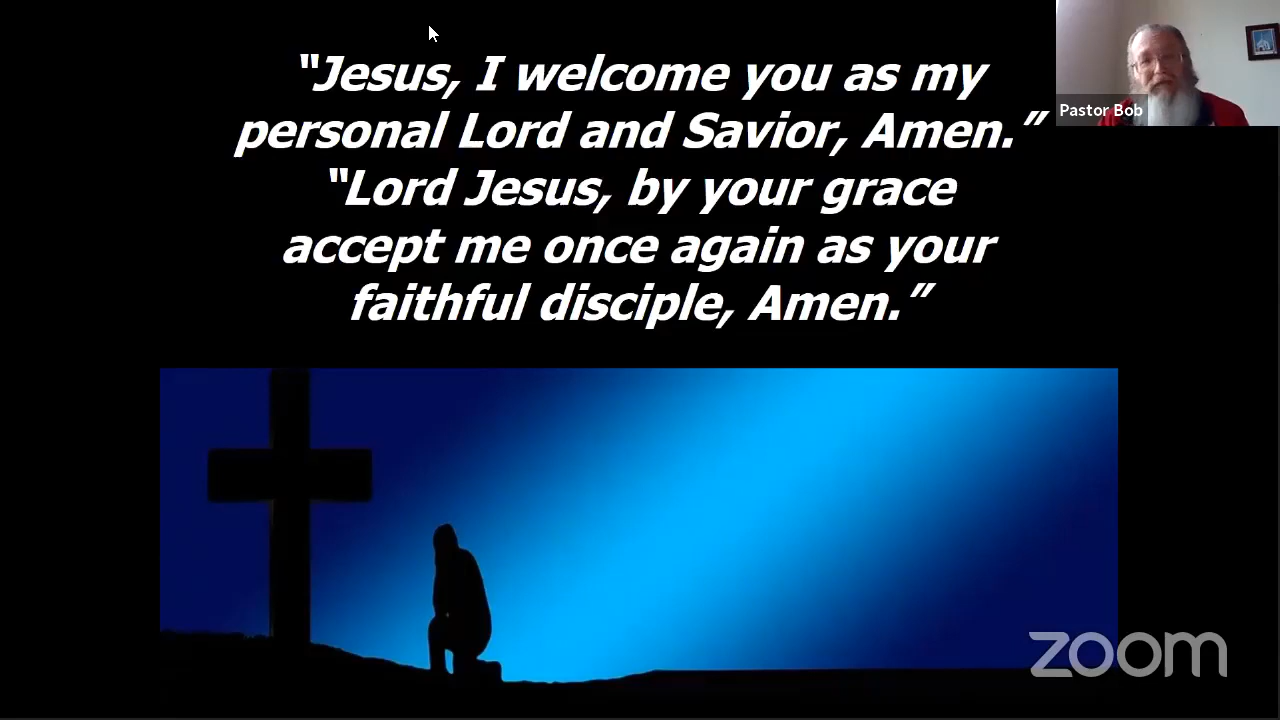 “Jesus, I welcome you as my
personal Lord and Savior, Amen.”
“Lord Jesus, by your grace
accept me once again as your
faithful disciple, Amen.”
Pastor Bob
zoom